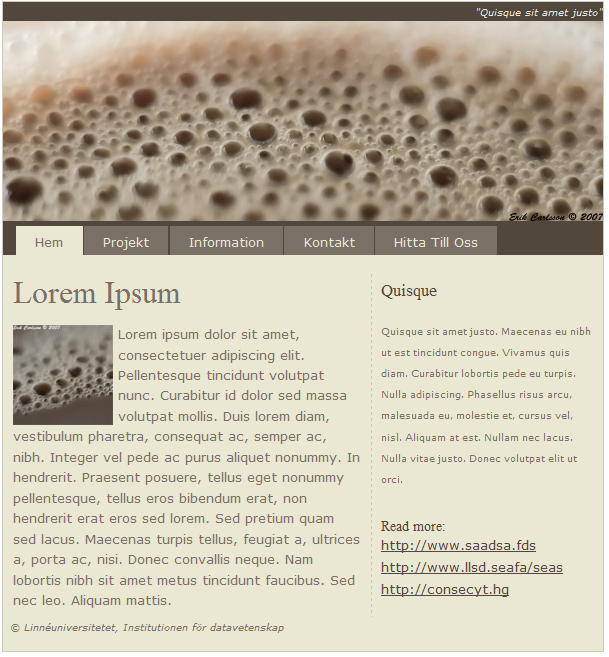 "Quisque sit amet justo"
Erik Carlsson © 2007
Hem
Projekt
Information
Kontakt
Hitta Till Oss
Lorem Ipsum
Erik Carlsson © 2007
Lorem ipsum dolor sit amet,
consectetuer adipiscing elit.
Pellentesque tincidunt volutpat
nunc. Curabitur id dolor sed massa
volutpat mollis. Duis lorem diam,
vestibulum pharetra, consequat ac, semper ac,
nibh. Integer vel pede ac purus aliquet nonummy. In
hendrerit. Praesent posuere, tellus eget nonummy
pellentesque, tellus eros bibendum erat, non
hendrerit erat eros sed lorem. Sed pretium quam
sed lacus. Maecenas turpis tellus, feugiat a, ultrices
a, porta ac, nisi. Donec convallis neque. Nam
lobortis nibh sit amet metus tincidunt faucibus. Sed
nec leo. Aliquam mattis.
Quisque
Quisque sit amet justo. Maecenas eu nibh
ut est tincidunt congue. Vivamus quis
diam. Curabitur lobortis pede eu turpis.
Nulla adipiscing. Phasellus risus arcu,
malesuada eu, molestie et, cursus vel,
nisl. Aliquam at est. Nullam nec lacus.
Nulla vitae justo. Donec volutpat elit ut
orci.
Read more:
http://www.saadsa.fds
http://www.llsd.seafa/seas
http://consecyt.hg
© Linnéuniversitetet, Institutionen för datavetenskap